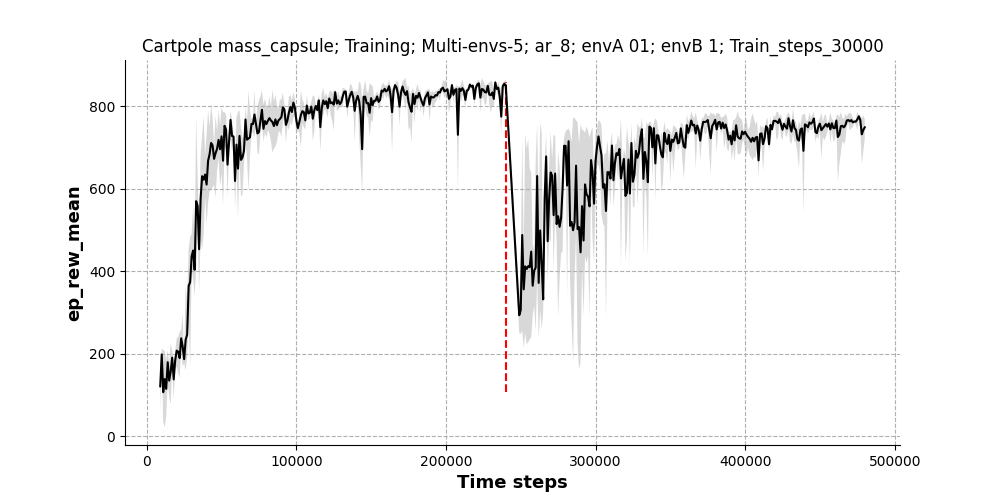 Cartpole mass_capsule; Training; Multi-envs-5; ar_8; envA 01; envB 1; Train_steps_30000
ep_rew_mean
800
600
400
200
0
0 100000 200000 300000 400000 500000
Time steps